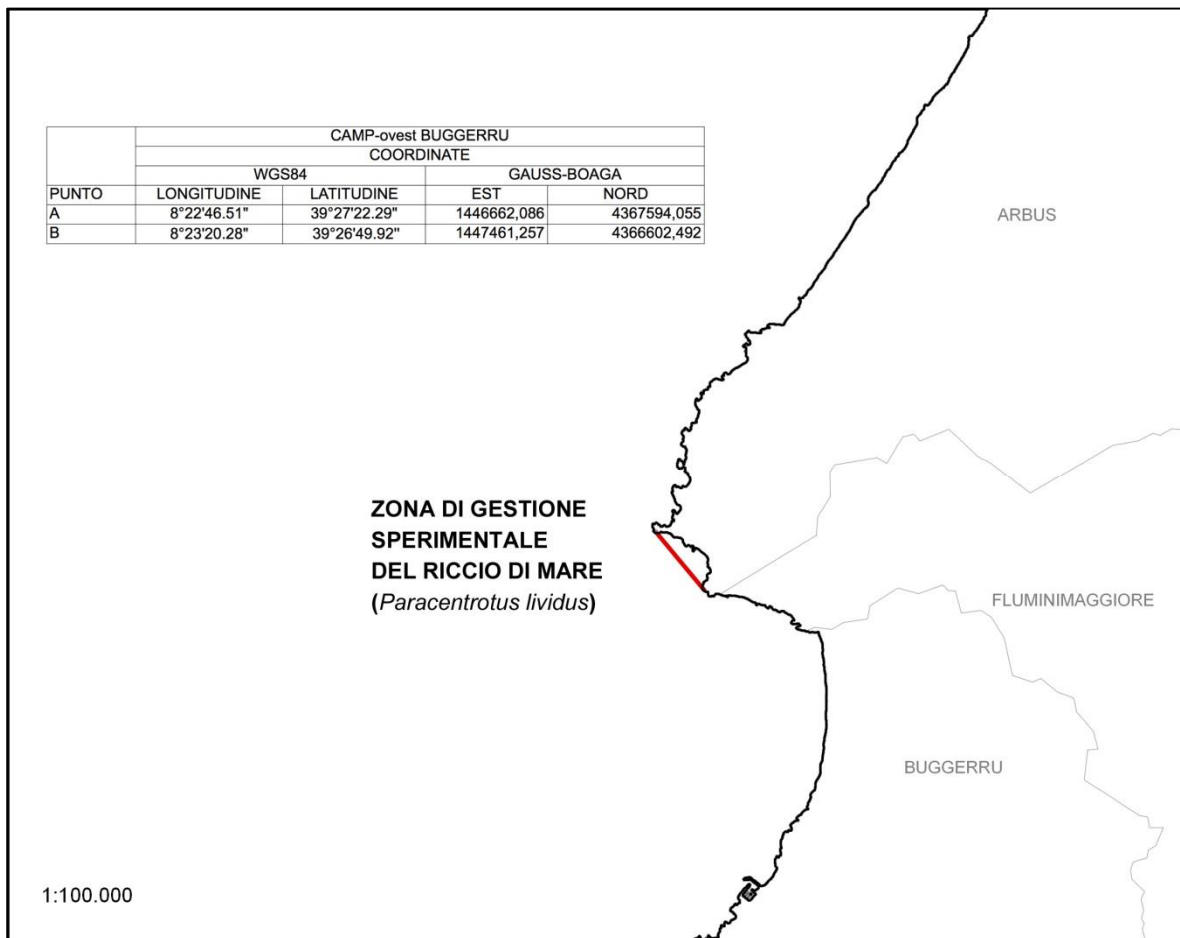 CAMP-ovest BUGGERRU
COORDINATE
WGS84 GAUSS-BOAGA
PUNTO LONGITUDINE LATITUDINE EST NORD
A 8°22'46.51" 39°27'22.29" 1446662,086 4367594,055
B 8°23'20.28" 39°26'49.92" 1447461,257 4366602,492
ARBUS
ZONA DI GESTIONE
SPERIMENTALE
DEL RICCIO DI MARE
(Paracentrotus lividus)
FLUMINIMAGGIORE
BUGGERRU
1:100.000